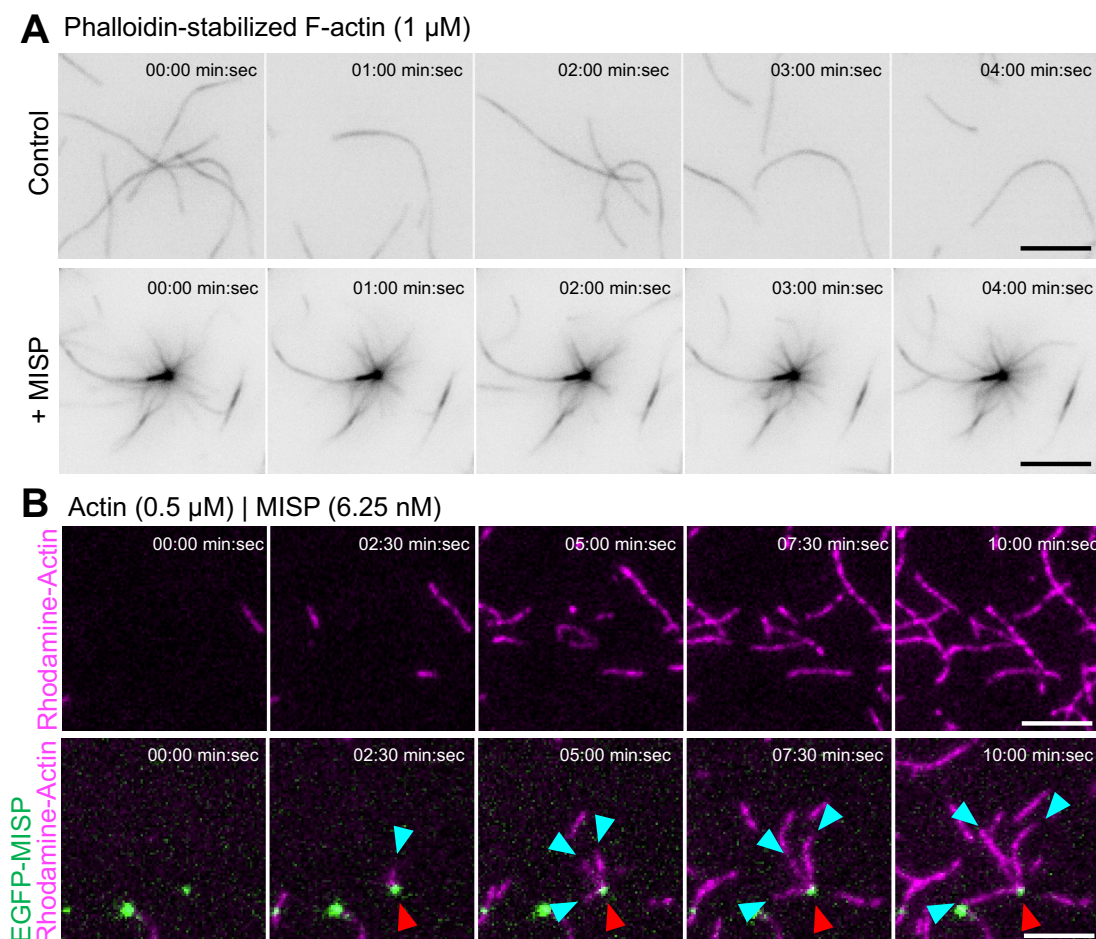 A Phalloidin-stabilized F-actin (1 μM)
Control
00:00 min:sec 01:00 min:sec 02:00 min:sec 03:00 min:sec 04:00 min:sec
+ MISP
00:00 min:sec 01:00 min:sec 02:00 min:sec 03:00 min:sec 04:00 min:sec
B Actin (0.5 μM) | MISP (6.25 nM)
Rhodamine-Actin
00:00 min:sec 02:30 min:sec 05:00 min:sec 07:30 min:sec 10:00 min:sec
EGFP-MISP
Rhodamine-Actin
00:00 min:sec 02:30 min:sec 05:00 min:sec 07:30 min:sec 10:00 min:sec